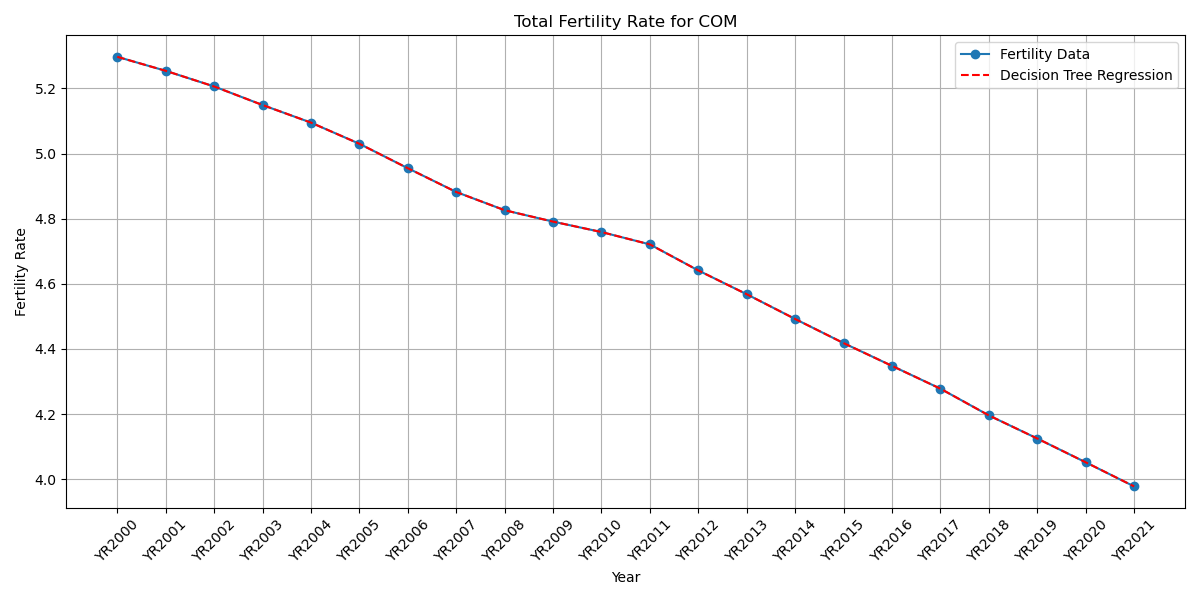 Total Fertility Rate for COM
Fertility Data
Decision Tree Regression
Fertility Rate
5.2
5.0
4.8
4.6
4.4
4.2
4.0
YR2000
YR2001
YR2002
YR2003
YR2004
YR2005
YR2006
YR2007
YR2008
YR2009
YR2010
YR2011
YR2012
YR2013
YR2014
YR2015
YR2016
YR2017
YR2018
YR2019
YR2020
YR2021
Year